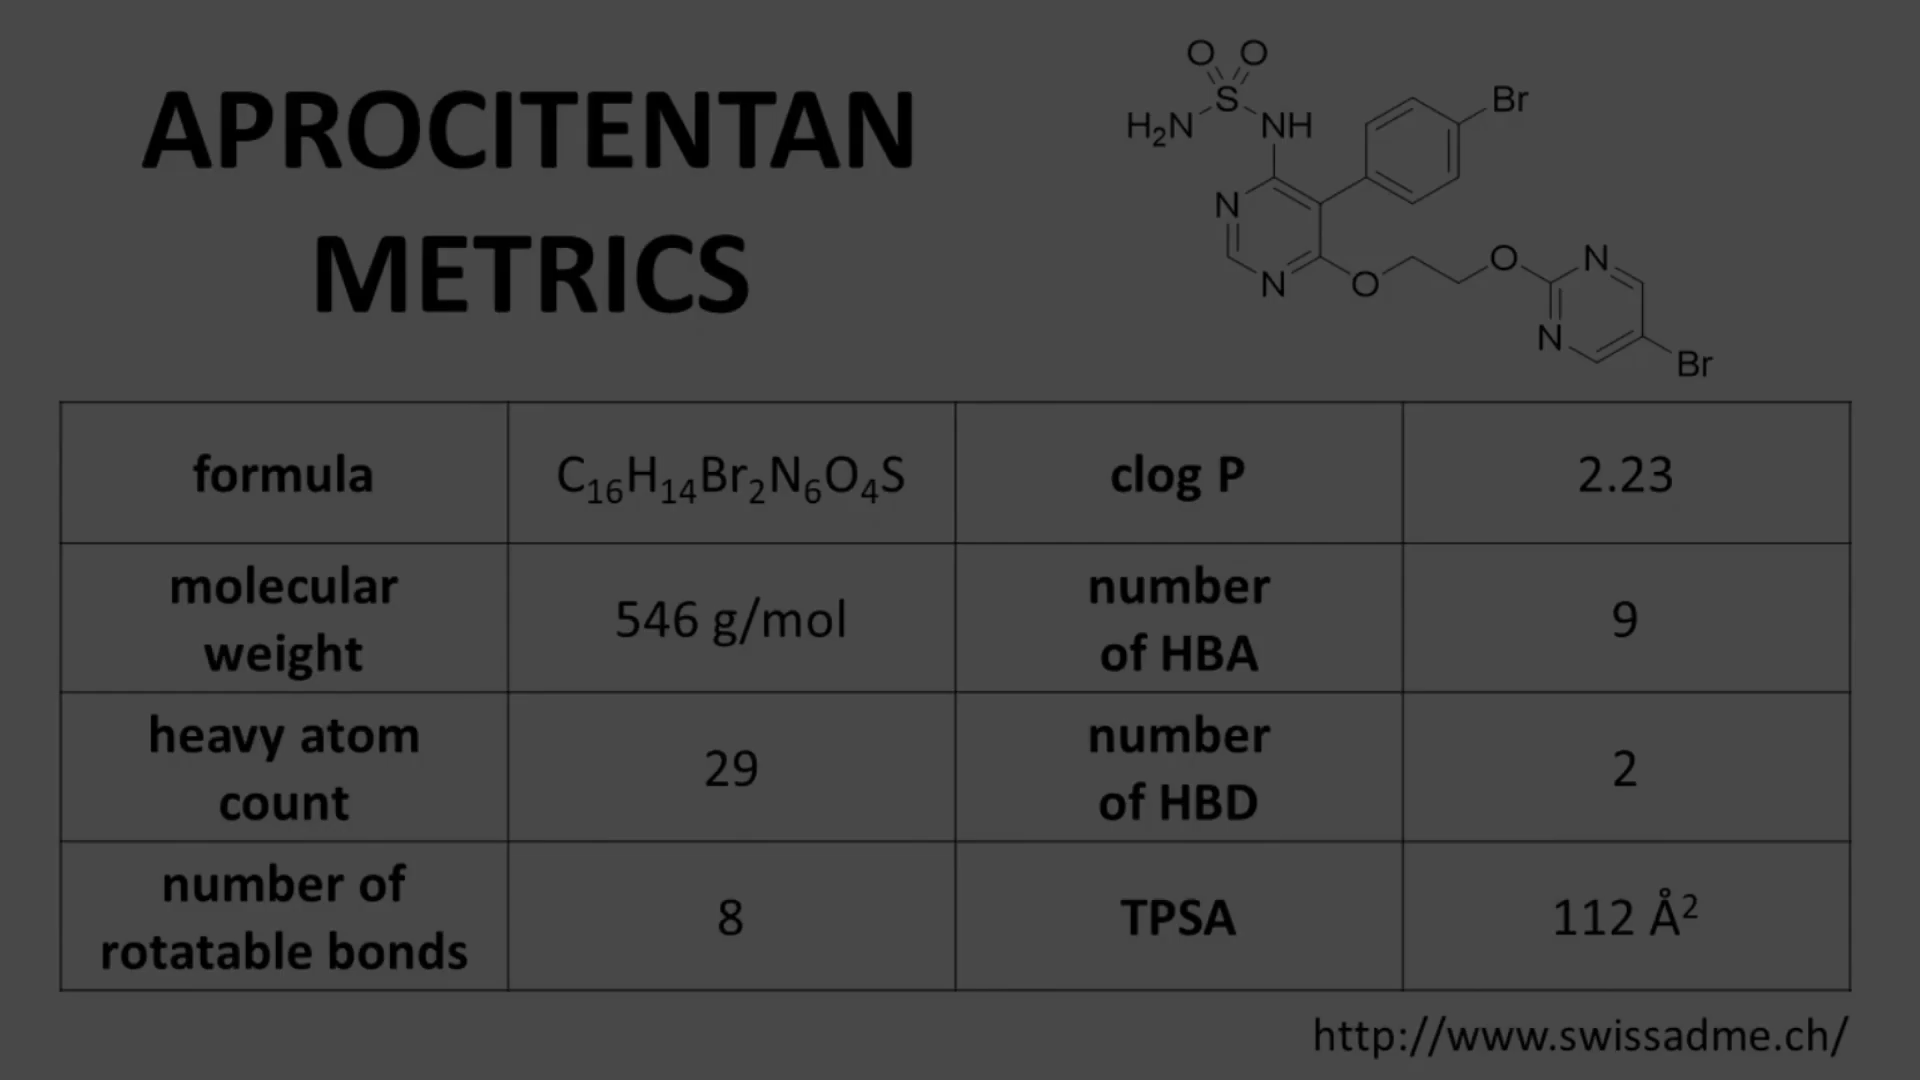 APROCITENTAN
METRICS
O O
S
H₂N NH
Br
N
N
O
O
N
N
Br
formula C₁₆H₁₄Br₂N₆O₄S clog P 2.23
molecular
weight
546 g/mol
number
of HBA
9
heavy atom
count
29
number
of HBD
2
number of
rotatable bonds
8
TPSA
112 Å²
http://www.swissadme.ch/